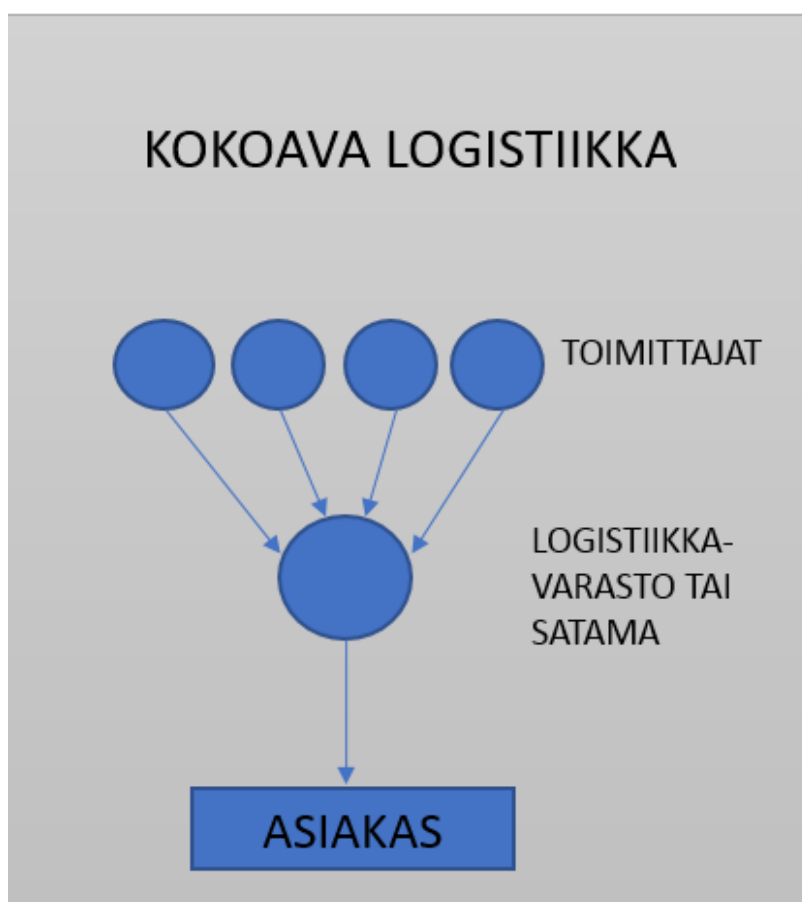 KOKOAVA LOGISTIIKKA
TOIMITTAJAT
LOGISTIIKKA-
VARASTO TAI
SATAMA
ASIAKAS